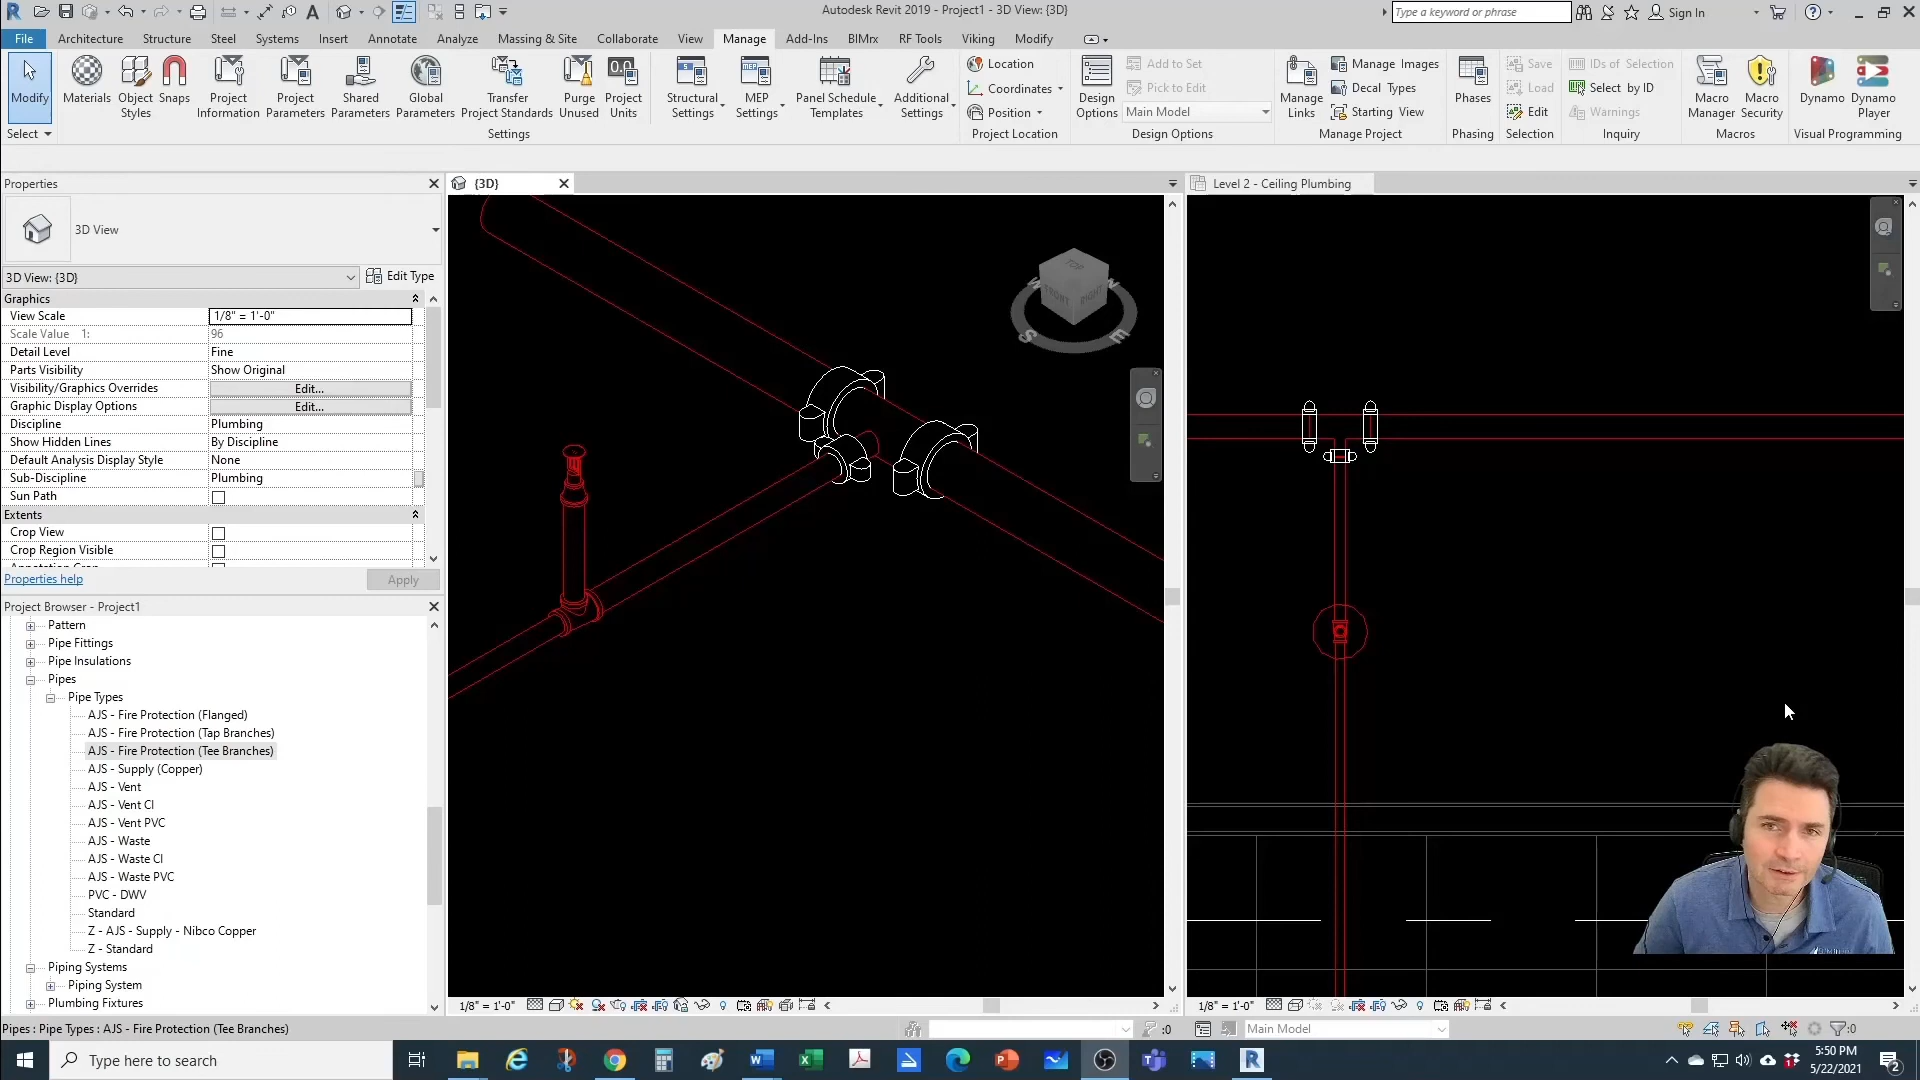 Autodesk Revit 2019 - Project1 - 3D View: {3D}
Type a keyword or phrase
Sign In
File Architecture Structure Steel Systems Insert Annotate Analyze Massing & Site Collaborate View Manage Add-Ins BIMrx RF Tools Viking Modify
Modify
Materials
Object Styles
Snaps
Project Information
Project Parameters
Shared Parameters
Global Parameters
Transfer Project Standards
Purge Unused
Project Units
Structural Settings
MEP Settings
Panel Schedule Templates
Additional Settings
Location
Coordinates
Position
Design Options
Add to Set
Pick to Edit
Main Model
Manage Links
Manage Images
Decal Types
Starting View
Phases
Save
Load
Edit
IDs of Selection
Select by ID
Warnings
Macro Manager
Macro Security
Dynamo
Dynamo Player
Select
Settings
Project Location
Design Options
Manage Project
Phasing
Selection
Inquiry
Macros
Visual Programming
Properties
3D View
3D View: {3D}
Edit Type
Graphics
View Scale 1/8" = 1'-0"
Scale Value 1: 96
Detail Level Fine
Parts Visibility Show Original
Visibility/Graphics Overrides Edit...
Graphic Display Options Edit...
Discipline Plumbing
Show Hidden Lines By Discipline
Default Analysis Display Style None
Sub-Discipline Plumbing
Sun Path
Extents
Crop View
Crop Region Visible
Properties help
Apply
Project Browser - Project1
Pattern
Pipe Fittings
Pipe Insulations
Pipes
Pipe Types
AJS - Fire Protection (Flanged)
AJS - Fire Protection (Tap Branches)
AJS - Fire Protection (Tee Branches)
AJS - Supply (Copper)
AJS - Vent
AJS - Vent CI
AJS - Vent PVC
AJS - Waste
AJS - Waste CI
AJS - Waste PVC
PVC - DWV
Standard
Z - AJS - Supply - Nibco Copper
Z - Standard
Piping Systems
Piping System
Plumbing Fixtures
{3D}
TOP
FRONT
RIGHT
S
E
1/8" = 1'-0"
Level 2 - Ceiling Plumbing
1/8" = 1'-0"
Pipes : Pipe Types : AJS - Fire Protection (Tee Branches)
:0
Main Model
:0
Type here to search
5:50 PM
5/22/2021
2